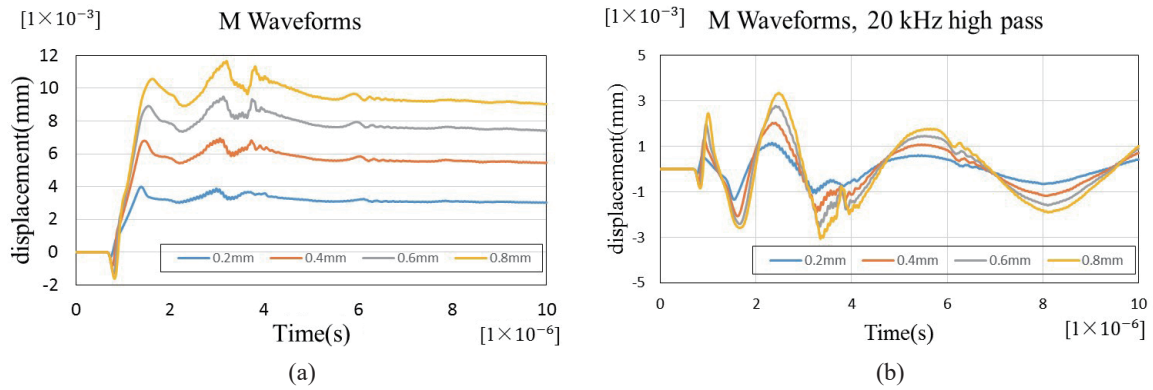 [1×10⁻³]
M Waveforms
displacement(mm)
12
10
8
6
4
2
0
-2
0 2 4 6 8 10
0.2mm 0.4mm 0.6mm 0.8mm
Time(s)
[1×10⁻⁶]
(a)
[1×10⁻³]
M Waveforms, 20 kHz high pass
displacement(mm)
5
3
1
-1
-3
-5
0 2 4 6 8 10
0.2mm 0.4mm 0.6mm 0.8mm
Time(s)
[1×10⁻⁶]
(b)